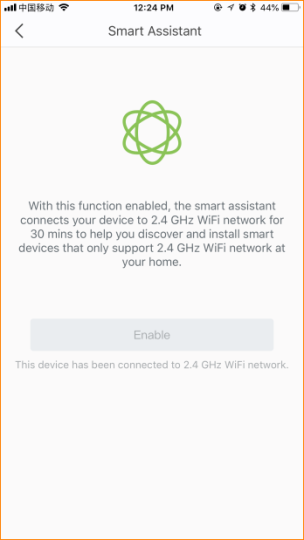 中国移动 12:24 PM 44%
Smart Assistant
With this function enabled, the smart assistant
connects your device to 2.4 GHz WiFi network for
30 mins to help you discover and install smart
devices that only support 2.4 GHz WiFi network at
your home.
Enable
This device has been connected to 2.4 GHz WiFi network.